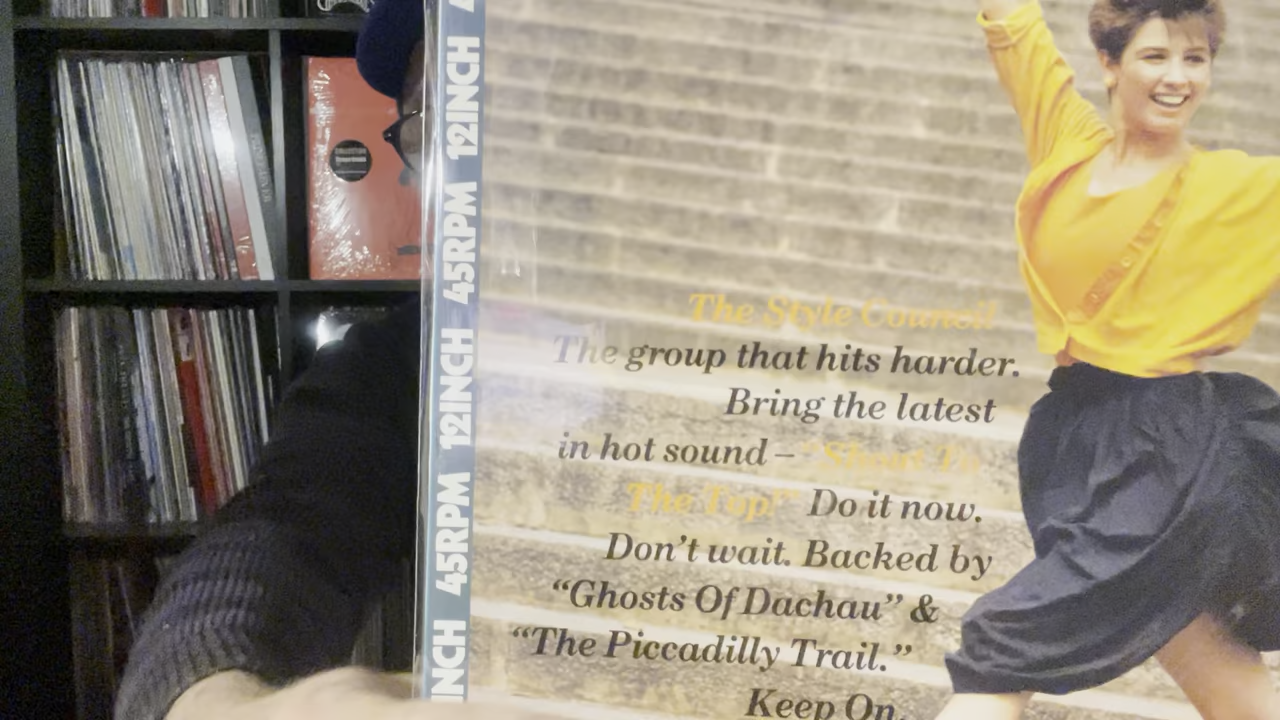 45RPM 12INCH 45RPM 12INCH
The Style Council
The group that hits harder.
Bring the latest
in hot sound – "Shout To
The Top!" Do it now.
Don't wait. Backed by
"Ghosts Of Dachau" &
"The Piccadilly Trail."
Keep On.